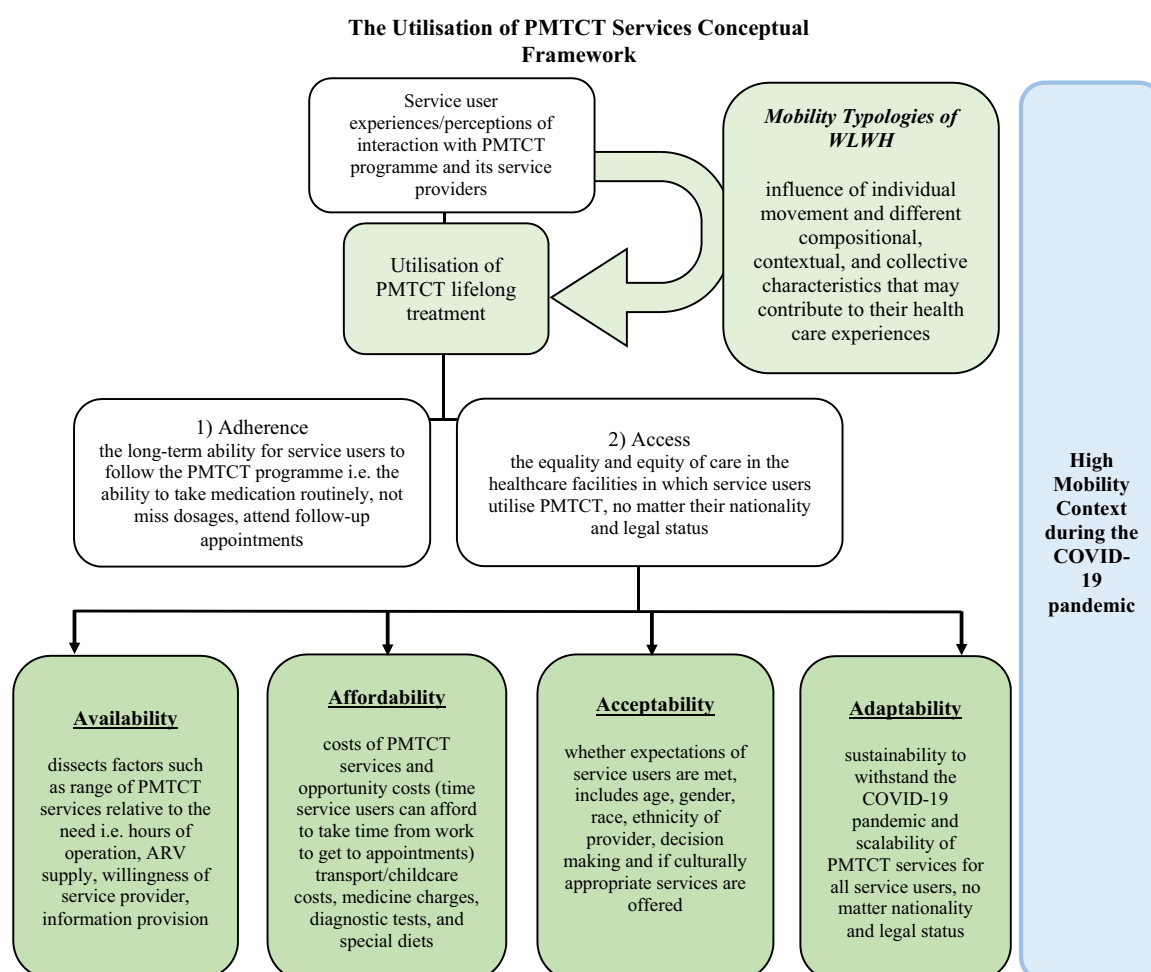 The Utilisation of PMTCT Services Conceptual
Framework
Service user
experiences/perceptions of
interaction with PMTCT
programme and its service
providers
Mobility Typologies of
WLWH
influence of individual
movement and different
compositional,
contextual, and collective
characteristics that may
contribute to their health
care experiences
Utilisation of
PMTCT lifelong
treatment
1) Adherence
the long-term ability for service users to
follow the PMTCT programme i.e. the
ability to take medication routinely, not
miss dosages, attend follow-up
appointments
2) Access
the equality and equity of care in the
healthcare facilities in which service users
utilise PMTCT, no matter their nationality
and legal status
High
Mobility
Context
during the
COVID-
19
pandemic
Availability
dissects factors such
as range of PMTCT
services relative to the
need i.e. hours of
operation, ARV
supply, willingness of
service provider,
information provision
Affordability
costs of PMTCT
services and
opportunity costs (time
service users can afford
to take time from work
to get to appointments)
transport/childcare
costs, medicine charges,
diagnostic tests, and
special diets
Acceptability
whether expectations of
service users are met,
includes age, gender,
race, ethnicity of
provider, decision
making and if culturally
appropriate services are
offered
Adaptability
sustainability to
withstand the
COVID-19
pandemic and
scalability of
PMTCT services for
all service users, no
matter nationality
and legal status